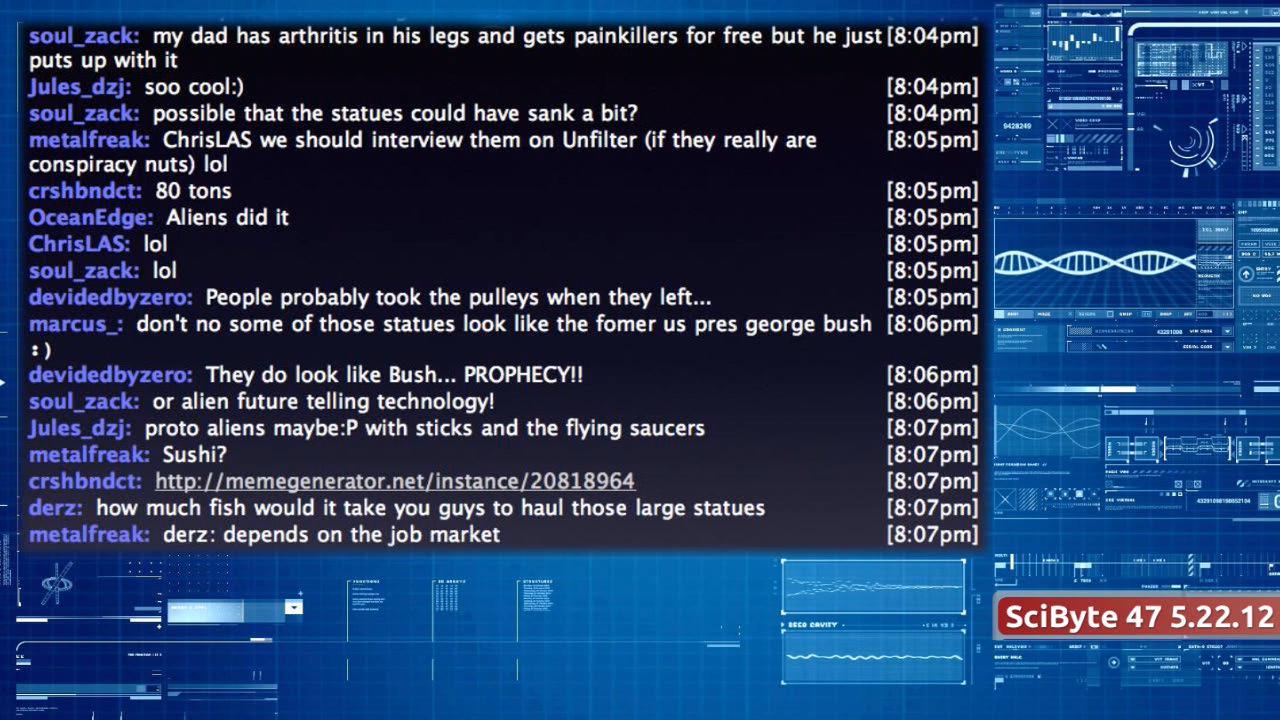 soul_zack: my dad has arthritis in his legs and gets painkillers for free but he just [8:04pm]
puts up with it
Jules_dzj: soo cool:) [8:04pm]
soul_zack: possible that the statues could have sank a bit? [8:04pm]
metalfreak: ChrisLAS we should interview them on Unfilter (if they really are [8:05pm]
conspiracy nuts) lol
crshbndct: 80 tons [8:05pm]
OceanEdge: Aliens did it [8:05pm]
ChrisLAS: lol [8:05pm]
soul_zack: lol [8:05pm]
devidedbyzero: People probably took the pulleys when they left... [8:05pm]
marcus_: don't no some of those statues look like the fomer us pres george bush [8:06pm]
:)
devidedbyzero: They do look like Bush... PROPHECY!! [8:06pm]
soul_zack: or alien future telling technology! [8:06pm]
Jules_dzj: proto aliens maybe:P with sticks and the flying saucers [8:07pm]
metalfreak: Sushi? [8:07pm]
crshbndct: http://memegenerator.net/instance/20818964 [8:07pm]
derz: how much fish would it take you guys to haul those large statues [8:07pm]
metalfreak: derz: depends on the job market [8:07pm]
9428249
SciByte 47 5.22.12